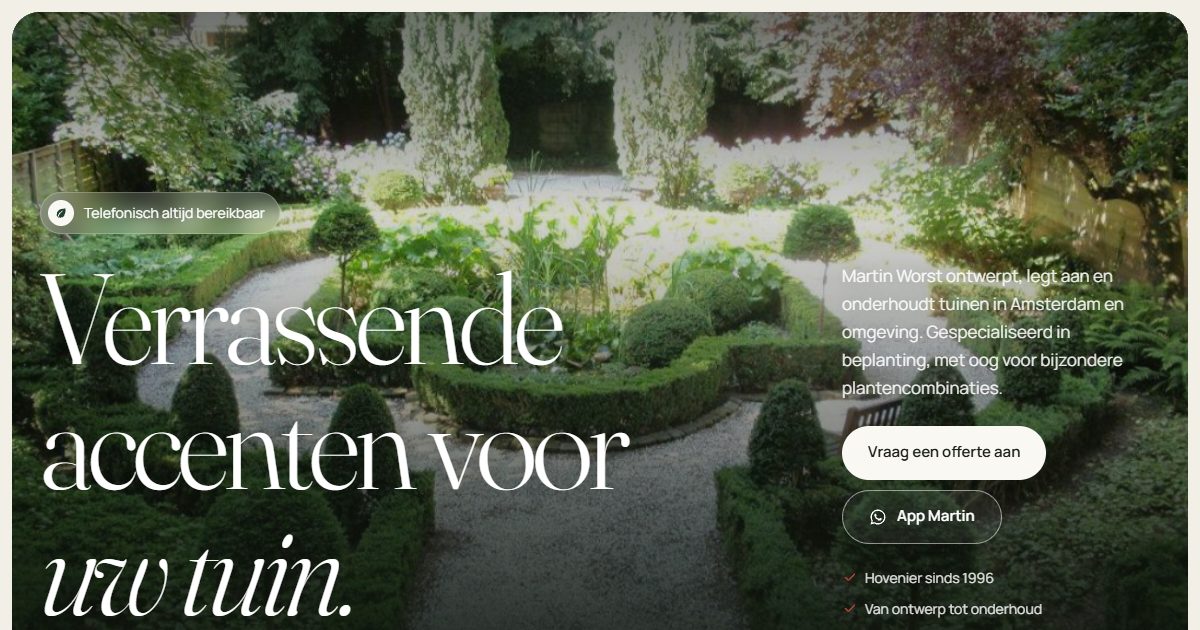 Telefonisch altijd bereikbaar
Verrassende
accenten voor
uw tuin.
Martin Worst ontwerpt, legt aan en
onderhoudt tuinen in Amsterdam en
omgeving. Gespecialiseerd in
beplanting, met oog voor bijzondere
plantencombinaties.
Vraag een offerte aan
App Martin
Hovenier sinds 1996
Van ontwerp tot onderhoud